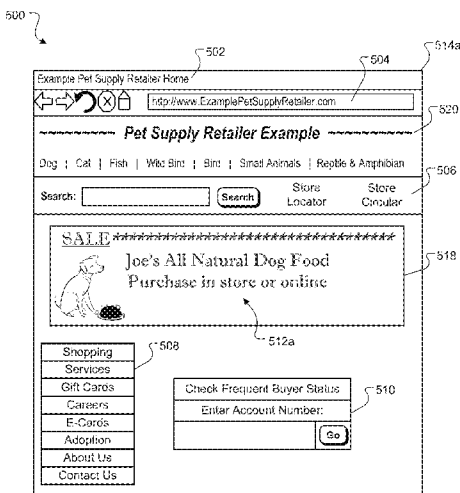 500
502
504
514a
Example Pet Supply Retailer Home
http://www.ExamplePetSupplyRetailer.com
520
Pet Supply Retailer Example
Dog | Cat | Fish | Wild Bird | Bird | Small Animals | Reptile & Amphibian
506
Search: Search Store Locator Store Circular
SALE**********************************
518
Joe's All Natural Dog Food
Purchase in store or online
512a
508
Shopping
Services
Gift Cards
Careers
E-Cards
Adoption
About Us
Contact Us
Check Frequent Buyer Status
510
Enter Account Number:
Go